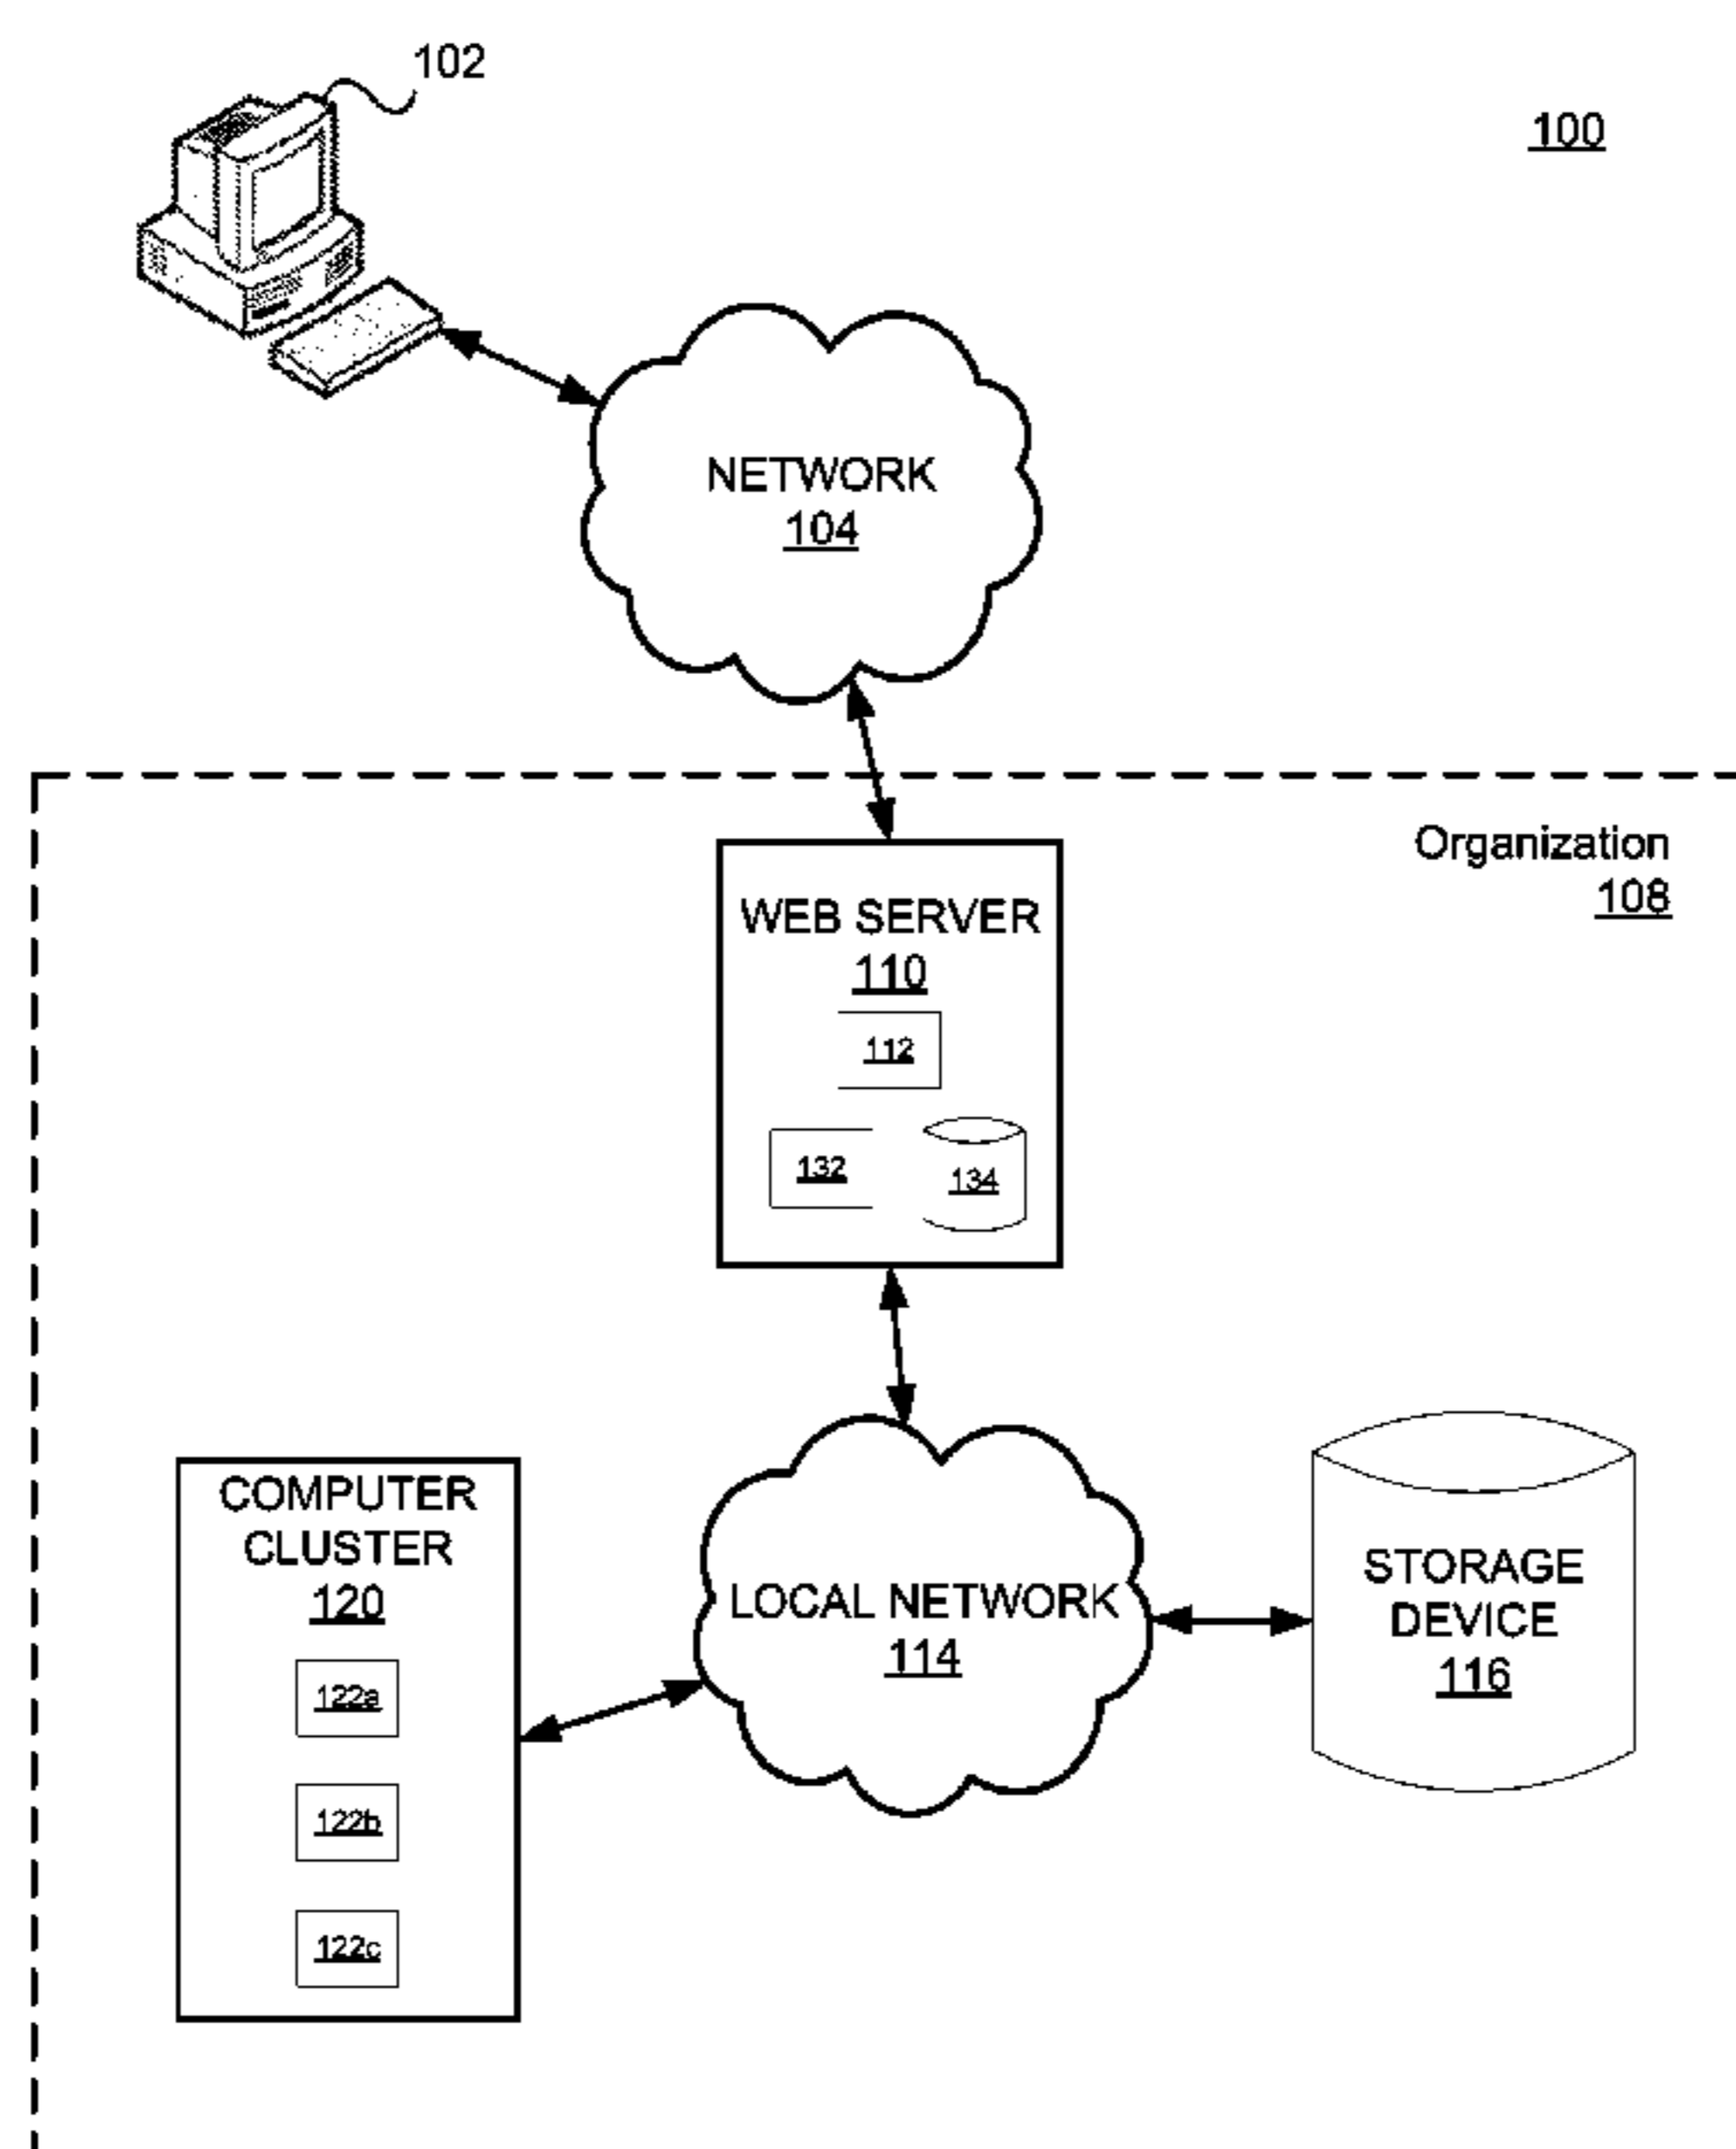 102
100
NETWORK
104
Organization
108
WEB SERVER
110
112
132
134
COMPUTER
CLUSTER
120
122a
122b
122c
LOCAL NETWORK
114
STORAGE
DEVICE
116